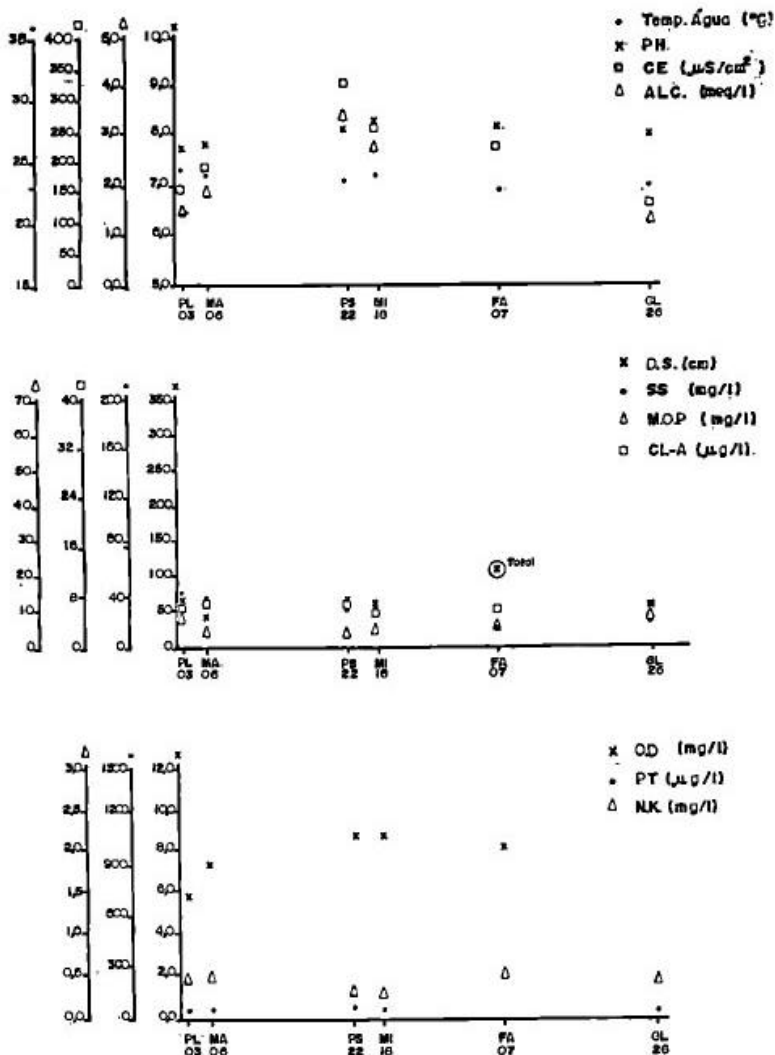 • Temp. Água (°C)
x PH.
□ CE (µS/cm²)
△ ALC. (meq/l)
35 400 5,0 10,0
350
30 300 4,0 9,0
250
25 200 3,0 8,0
150
20 100 2,0 7,0
50 1,0 6,0
15 0 0,0 5,0
PL MA PS MI FA GL
03 06 22 16 07 26
x D.S. (cm)
• SS (mg/l)
△ M.O.P (mg/l)
□ CL-A (µg/l).
70 40 200 350
60 32 160 300
50 250
40 24 120 200
30 16 80 150
20 100
10 8 40 50
0 0 0 0
Total
PL MA. PS MI FA GL
03 06 22 16 07 26
x O.D (mg/l)
• PT (µg/l)
△ N.K. (mg/l)
3,0 1500 12,0
2,5 1200 10,0
2,0 900 8,0
1,5 600 6,0
1,0 4,0
0,5 300 2,0
0,0 0 0,0
PL MA PS MI FA GL
03 06 22 16 07 26